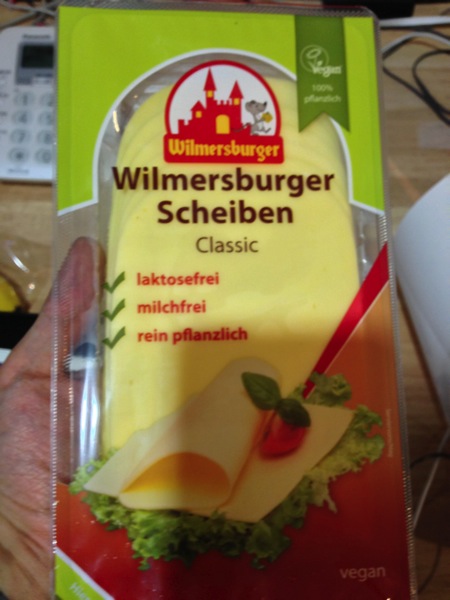 vegan
100%
pflanzlich
Wilmersburger
Wilmersburger
Scheiben
Classic
laktosefrei
milchfrei
rein pflanzlich
vegan